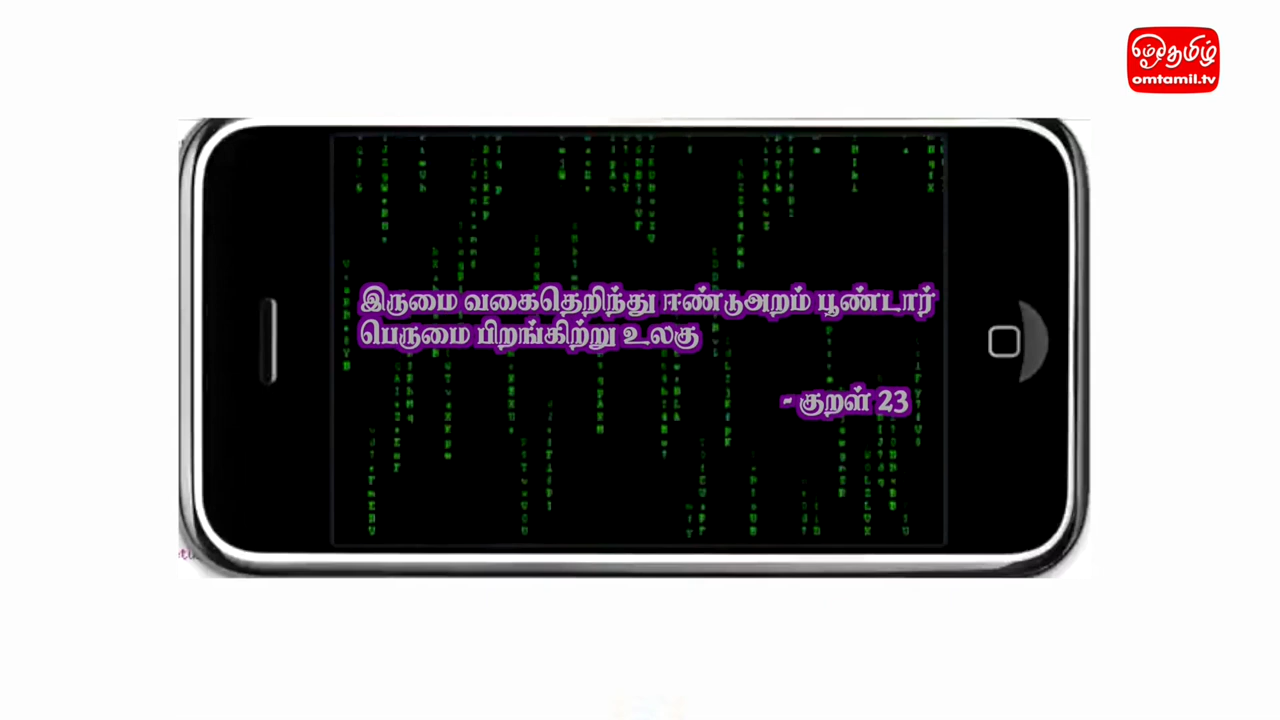 ஓம்தமிழ்
omtamil.tv
இருமை வகைதெரிந்து ஈண்டுஅறம் பூண்டார்
பெருமை பிறங்கிற்று உலகு
- குறள் 23